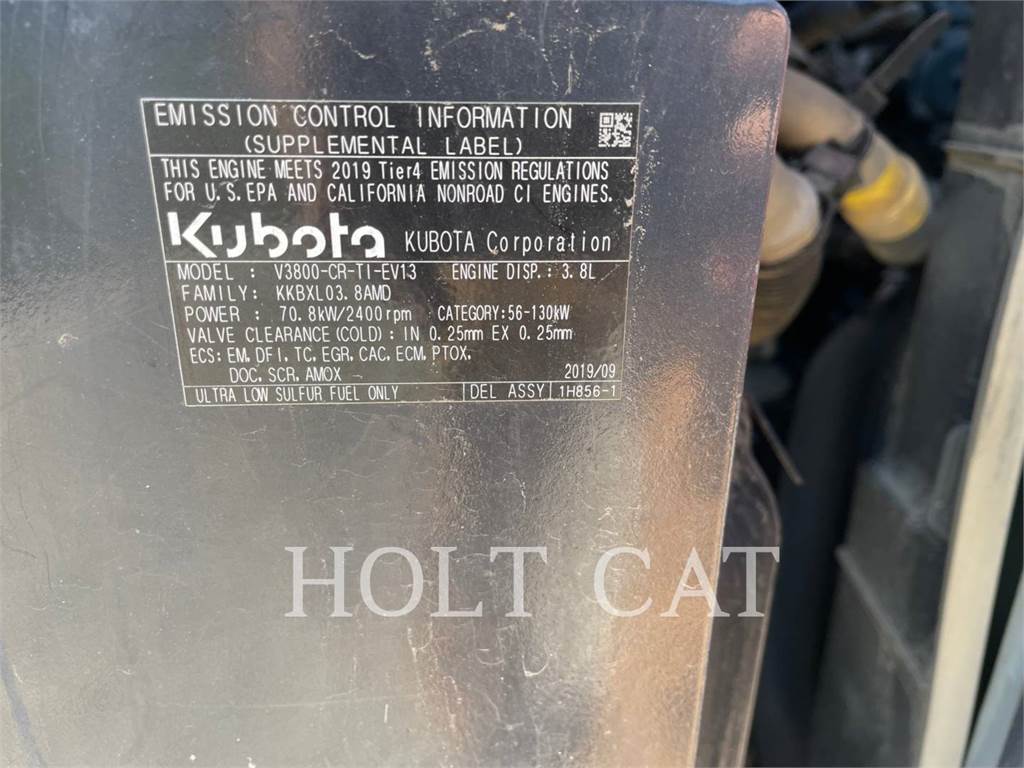 EMISSION CONTROL INFORMATION
(SUPPLEMENTAL LABEL)
THIS ENGINE MEETS 2019 Tier4 EMISSION REGULATIONS
FOR U.S.EPA AND CALIFORNIA NONROAD CI ENGINES.
Kubota KUBOTA Corporation
MODEL : V3800-CR-TI-EV13 ENGINE DISP.: 3.8L
FAMILY: KKBXL03.8AMD
POWER : 70.8kW/2400rpm CATEGORY:56-130kW
VALVE CLEARANCE(COLD) : IN 0.25mm EX 0.25mm
ECS: EM, DFI, TC, EGR, CAC, ECM, PTOX,
DOC, SCR, AMOX 2019/09
ULTRA LOW SULFUR FUEL ONLY DEL ASSY 1H856-1
HOLT CAT